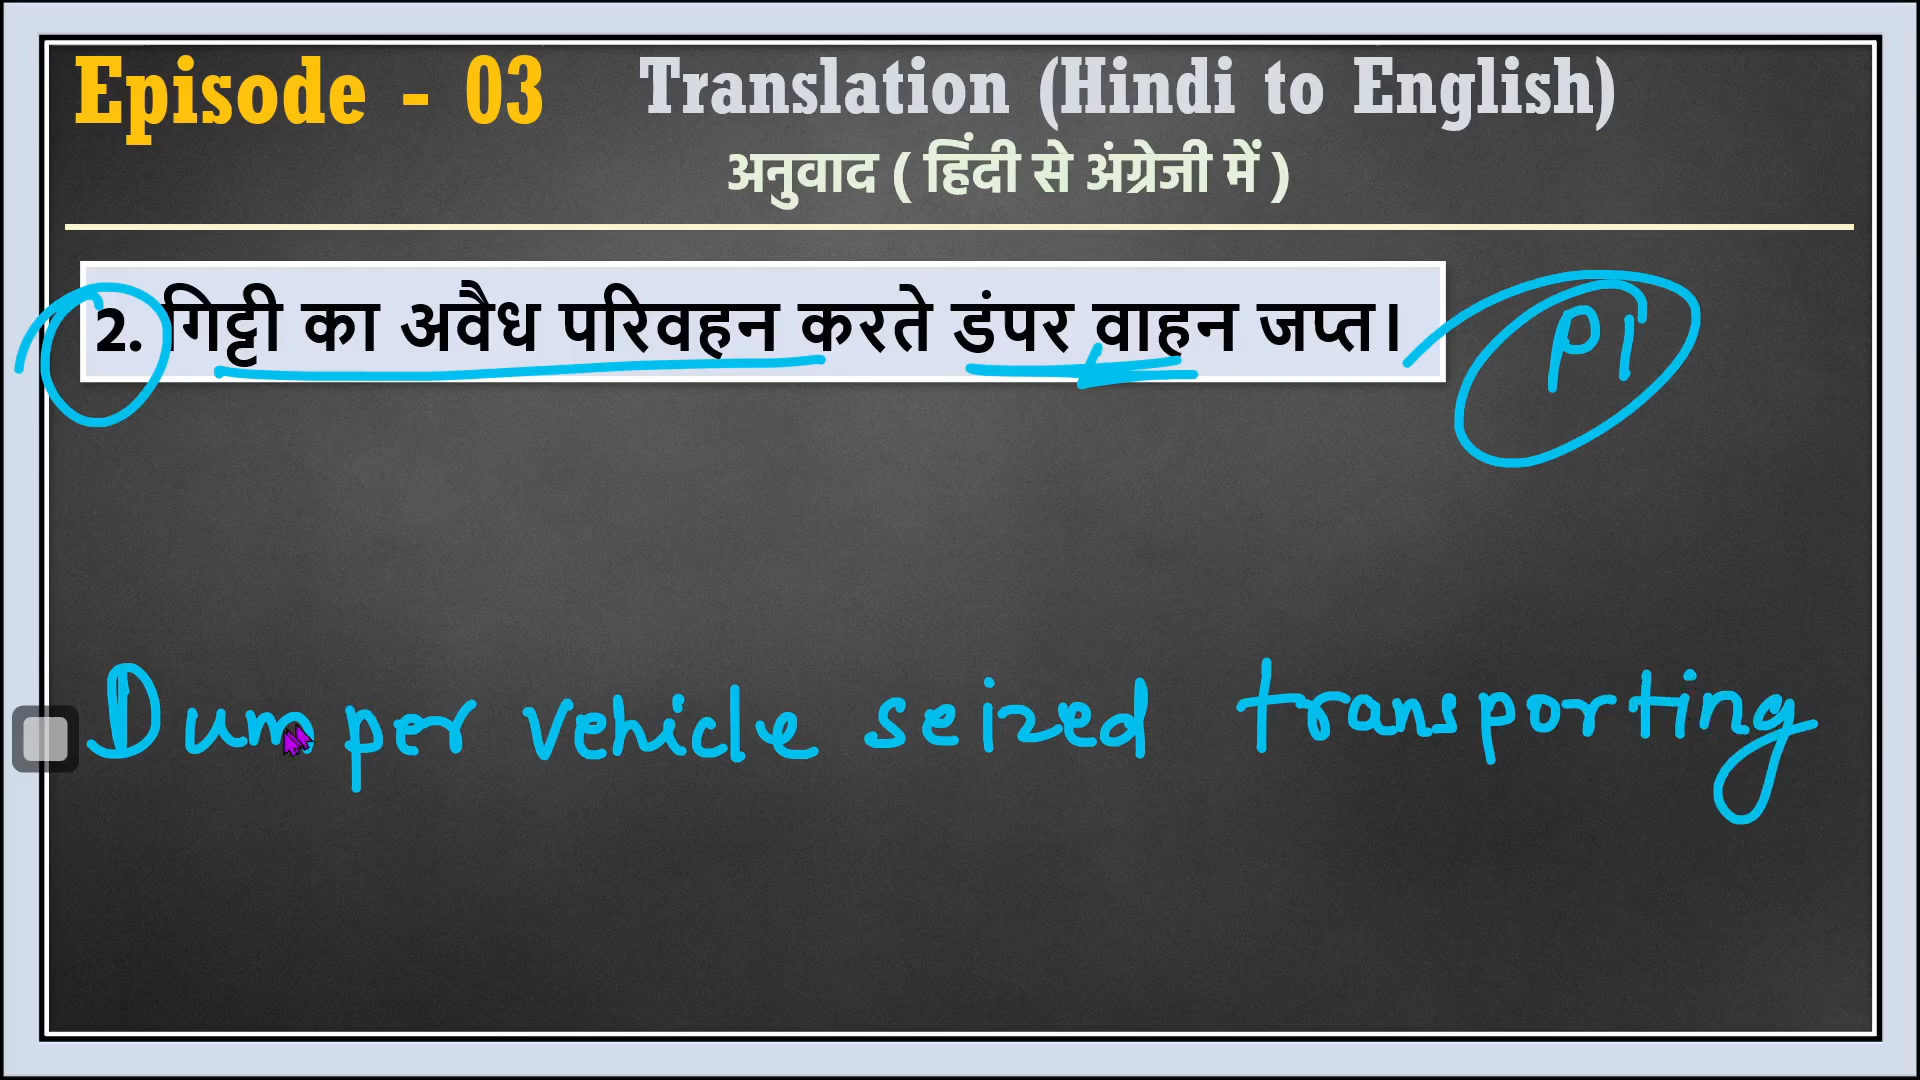 Episode - 03 Translation (Hindi to English)
अनुवाद ( हिंदी से अंग्रेजी में )
2. गिट्टी का अवैध परिवहन करते डंपर वाहन जप्त। PI
Dumper vehicle seized transporting